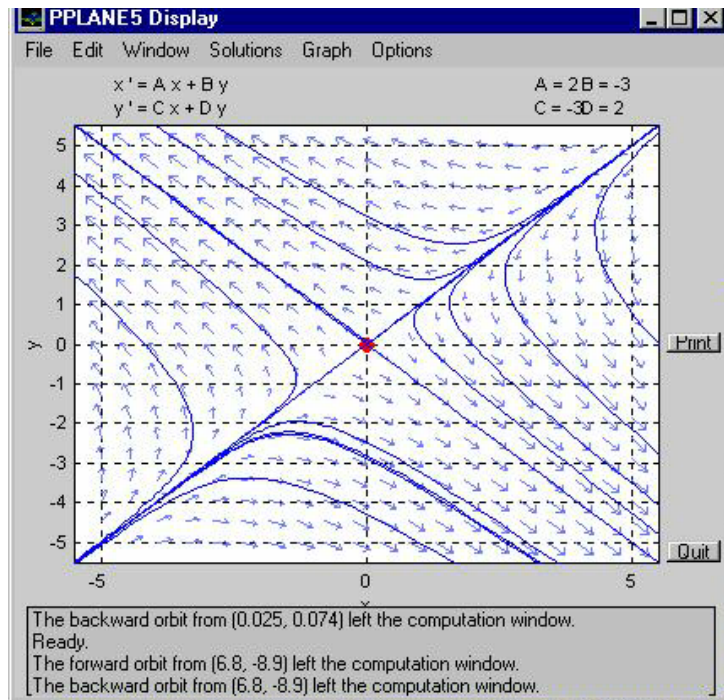 PPLANE5 Display
File Edit Window Solutions Graph Options
x ' = A x + B y A = 2 B = -3
y ' = C x + D y C = -3D = 2
5
4
3
2
1
0
-1
-2
-3
-4
-5
y
-5 0 5
Print
Quit
The backward orbit from (0.025, 0.074) left the computation window.
Ready.
The forward orbit from (6.8, -8.9) left the computation window.
The backward orbit from (6.8, -8.9) left the computation window.